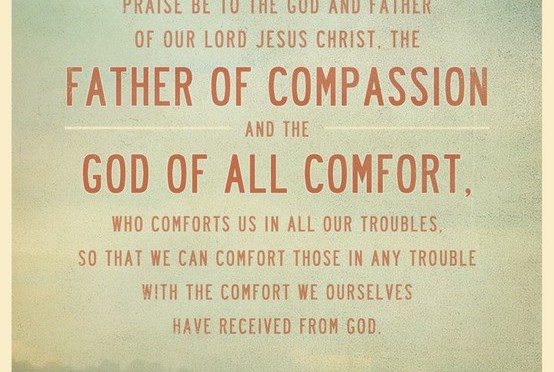 PRAISE BE TO THE GOD AND FATHER
OF OUR LORD JESUS CHRIST, THE
FATHER OF COMPASSION
AND THE
GOD OF ALL COMFORT,
WHO COMFORTS US IN ALL OUR TROUBLES,
SO THAT WE CAN COMFORT THOSE IN ANY TROUBLE
WITH THE COMFORT WE OURSELVES
HAVE RECEIVED FROM GOD.